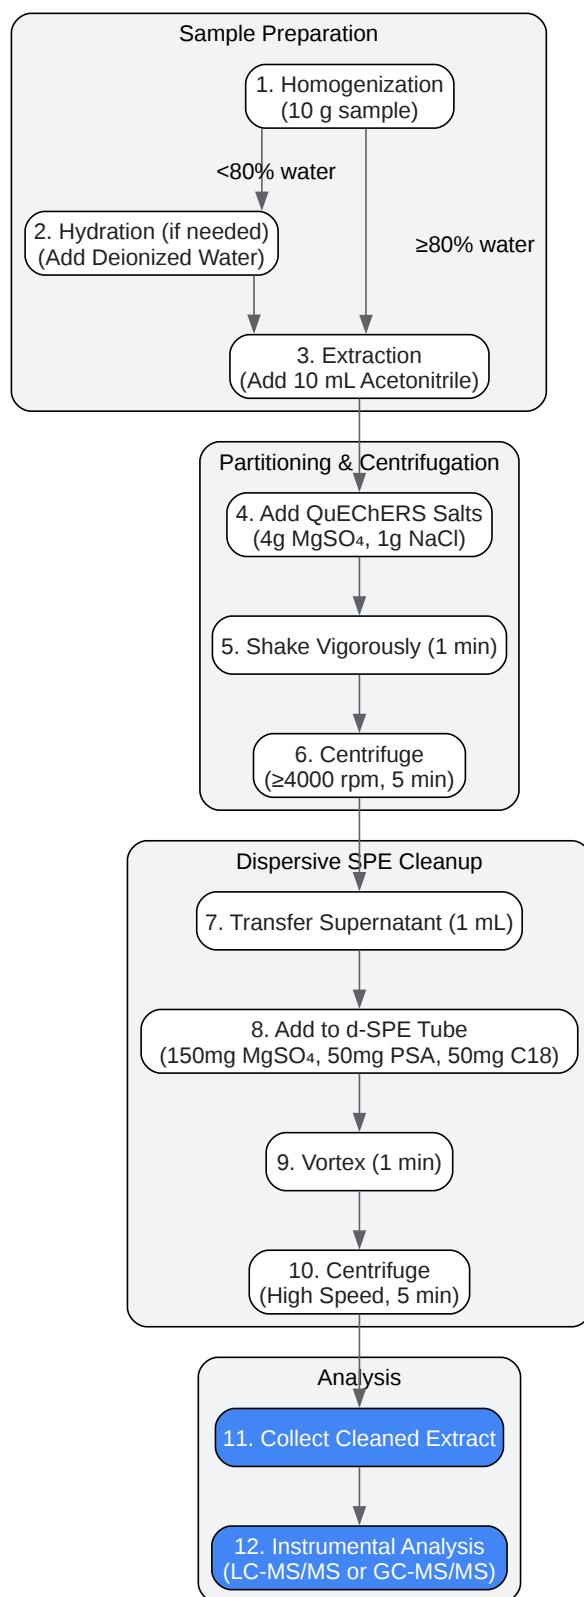 Sample Preparation
1. Homogenization
(10 g sample)
<80% water
2. Hydration (if needed)
(Add Deionized Water)
≥80% water
3. Extraction
(Add 10 mL Acetonitrile)
Partitioning & Centrifugation
4. Add QuEChERS Salts
(4g MgSO₄, 1g NaCl)
5. Shake Vigorously (1 min)
6. Centrifuge
(≥4000 rpm, 5 min)
Dispersive SPE Cleanup
7. Transfer Supernatant (1 mL)
8. Add to d-SPE Tube
(150mg MgSO₄, 50mg PSA, 50mg C18)
9. Vortex (1 min)
10. Centrifuge
(High Speed, 5 min)
Analysis
11. Collect Cleaned Extract
12. Instrumental Analysis
(LC-MS/MS or GC-MS/MS)